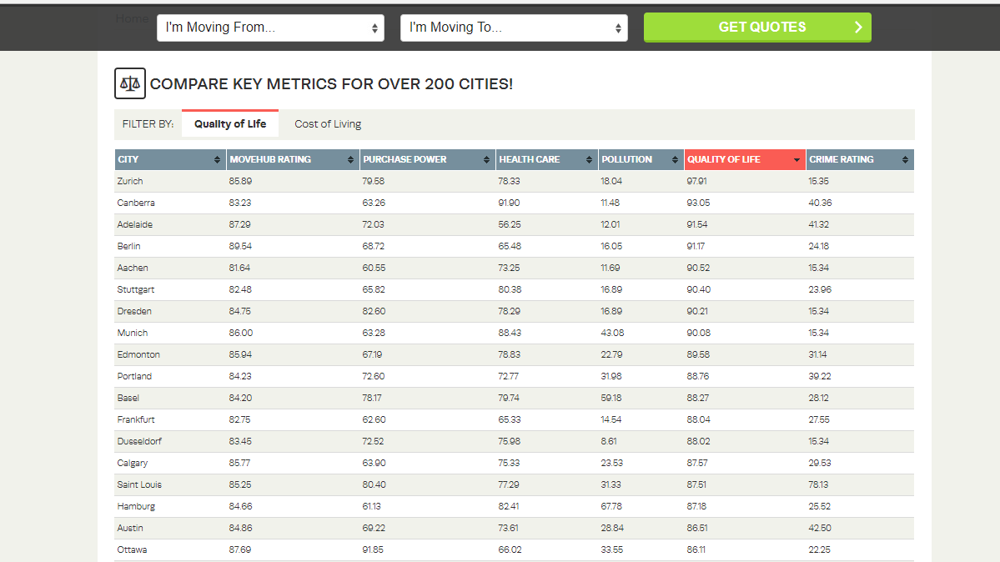 Home
I'm Moving From... I'm Moving To... GET QUOTES
COMPARE KEY METRICS FOR OVER 200 CITIES!
FILTER BY: Quality of Life Cost of Living
CITY MOVEHUB RATING PURCHASE POWER HEALTH CARE POLLUTION QUALITY OF LIFE CRIME RATING
Zurich 85.89 79.58 78.33 18.04 97.91 15.35
Canberra 83.23 63.26 91.90 11.48 93.05 40.36
Adelaide 87.29 72.03 56.25 12.01 91.54 41.32
Berlin 89.54 68.72 65.48 16.05 91.17 24.18
Aachen 81.64 60.55 73.25 11.69 90.52 15.34
Stuttgart 82.48 65.82 80.38 16.89 90.40 23.96
Dresden 84.75 82.60 78.29 16.89 90.21 15.34
Munich 86.00 63.28 88.43 43.08 90.08 15.34
Edmonton 85.94 67.19 78.83 22.79 89.58 31.14
Portland 84.23 72.60 72.77 31.98 88.76 39.22
Basel 84.20 78.17 79.74 59.18 88.27 28.12
Frankfurt 82.75 62.60 65.33 14.54 88.04 27.55
Dusseldorf 83.45 72.52 75.98 8.61 88.02 15.34
Calgary 85.77 63.90 75.33 23.53 87.57 29.53
Saint Louis 85.25 80.40 77.29 31.33 87.51 78.13
Hamburg 84.66 61.13 82.41 67.78 87.18 25.52
Austin 84.86 69.22 73.61 28.84 86.51 42.50
Ottawa 87.69 91.85 66.02 33.55 86.11 22.25